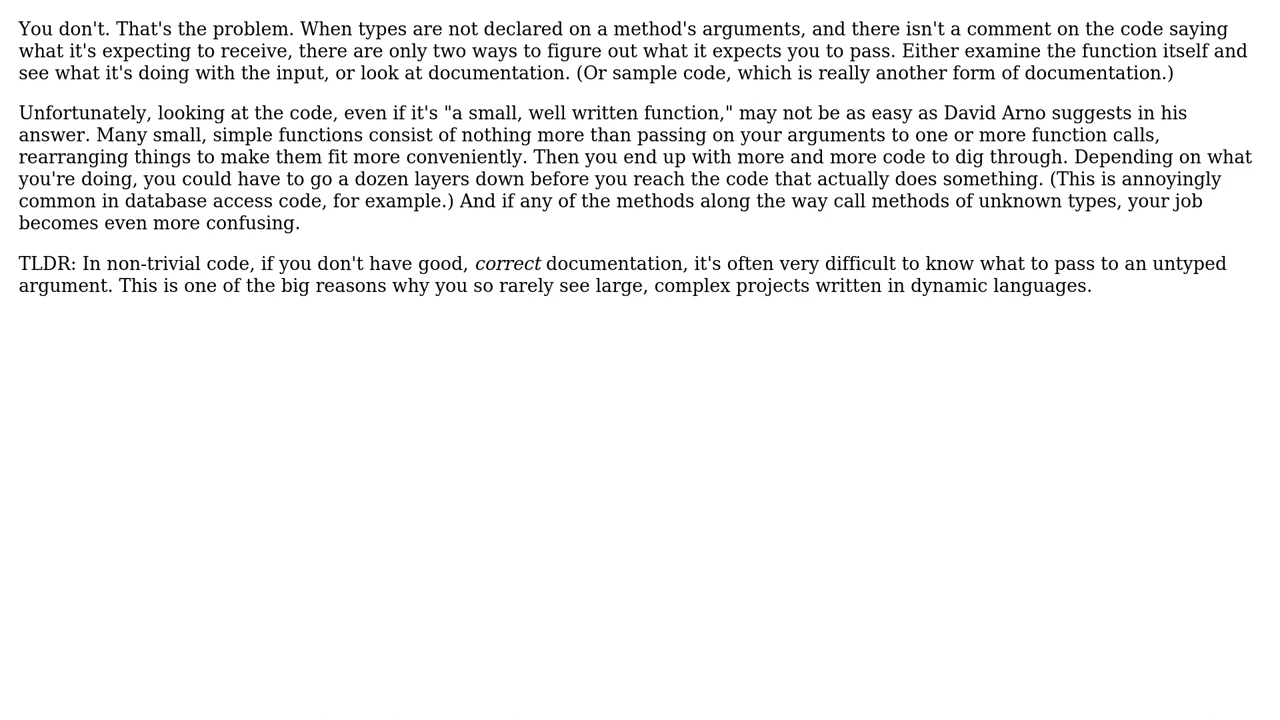 You don't. That's the problem. When types are not declared on a method's arguments, and there isn't a comment on the code saying
what it's expecting to receive, there are only two ways to figure out what it expects you to pass. Either examine the function itself and
see what it's doing with the input, or look at documentation. (Or sample code, which is really another form of documentation.)
Unfortunately, looking at the code, even if it's "a small, well written function," may not be as easy as David Arno suggests in his
answer. Many small, simple functions consist of nothing more than passing on your arguments to one or more function calls,
rearranging things to make them fit more conveniently. Then you end up with more and more code to dig through. Depending on what
you're doing, you could have to go a dozen layers down before you reach the code that actually does something. (This is annoyingly
common in database access code, for example.) And if any of the methods along the way call methods of unknown types, your job
becomes even more confusing.
TLDR: In non-trivial code, if you don't have good, correct documentation, it's often very difficult to know what to pass to an untyped
argument. This is one of the big reasons why you so rarely see large, complex projects written in dynamic languages.